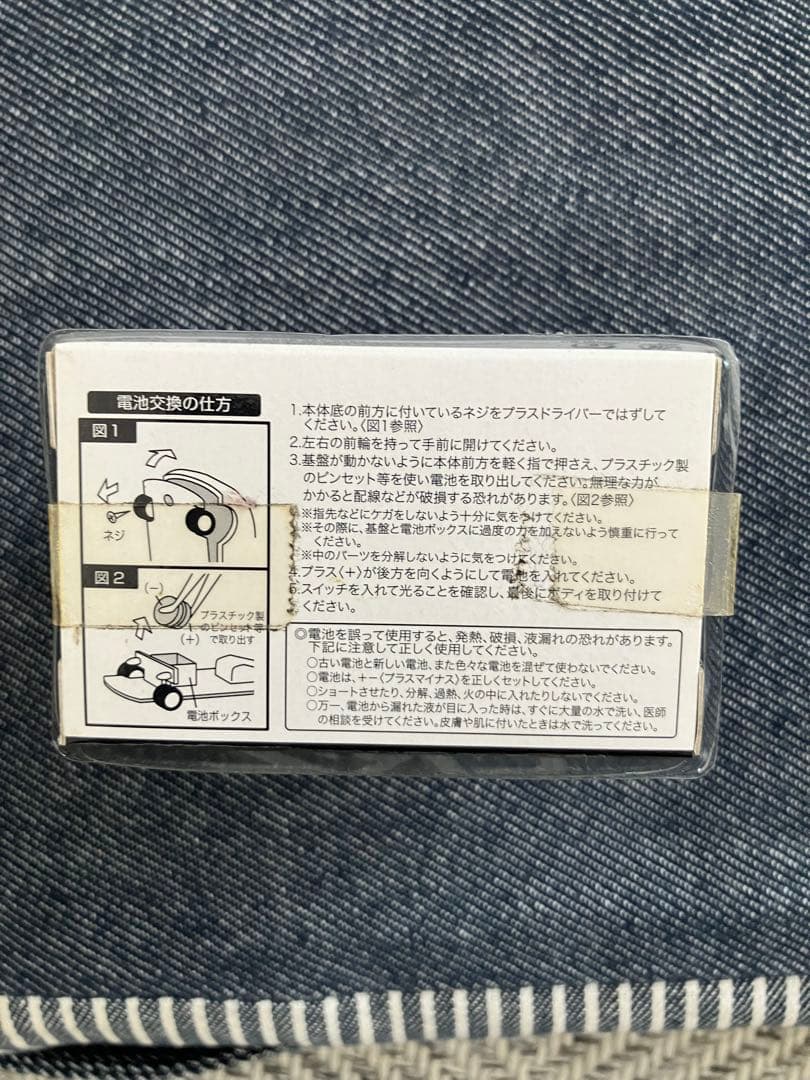 電池交換の仕方
図1
ネジ
図2
(−)
(+)
プラスチック製
のピンセット等
で取り出す
電池ボックス
1.本体底の前方に付いているネジをプラスドライバーではずして
ください。〈図1参照〉
2.左右の前輪を持って手前に開けてください。
3.基盤が動かないように本体前方を軽く指で押さえ、プラスチック製
のピンセット等を使い電池を取り出してください。無理な力が
かかると配線などが破損する恐れがあります。〈図2参照〉
※指先などにケガをしないよう十分に気をつけてください。
※その際に、基盤と電池ボックスに過度の力を加えないよう慎重に行って
ください。
※中のパーツを分解しないように気をつけてください。
4.プラス〈+〉が後方を向くようにして電池を入れてください。
5.スイッチを入れて光ることを確認し、最後にボディを取り付けて
ください。
◎電池を誤って使用すると、発熱、破損、液漏れの恐れがあります。
下記に注意して正しく使用してください。
○古い電池と新しい電池、また色々な電池を混ぜて使わないでください。
○電池は、+−〈プラスマイナス〉を正しくセットしてください。
○ショートさせたり、分解、過熱、火の中に入れたりしないでください。
○万一、電池から漏れた液が目に入った時は、すぐに大量の水で洗い、医師
の相談を受けてください。皮膚や肌に付いたときは水で洗ってください。